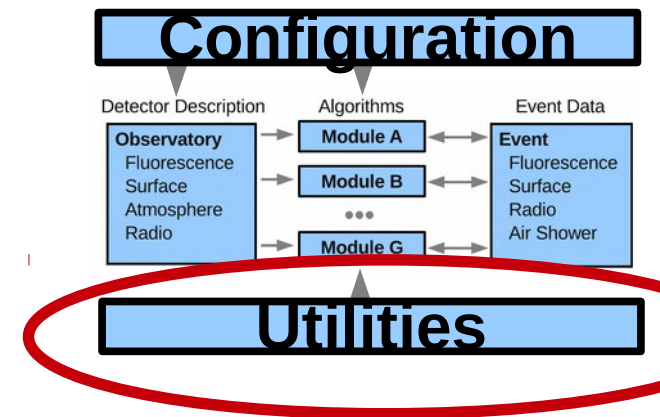 Configuration
Detector Description
Algorithms
Event Data
Observatory
Fluorescence
Surface
Atmosphere
Radio
Module A
Module B
•••
Module G
Event
Fluorescence
Surface
Radio
Air Shower
Utilities